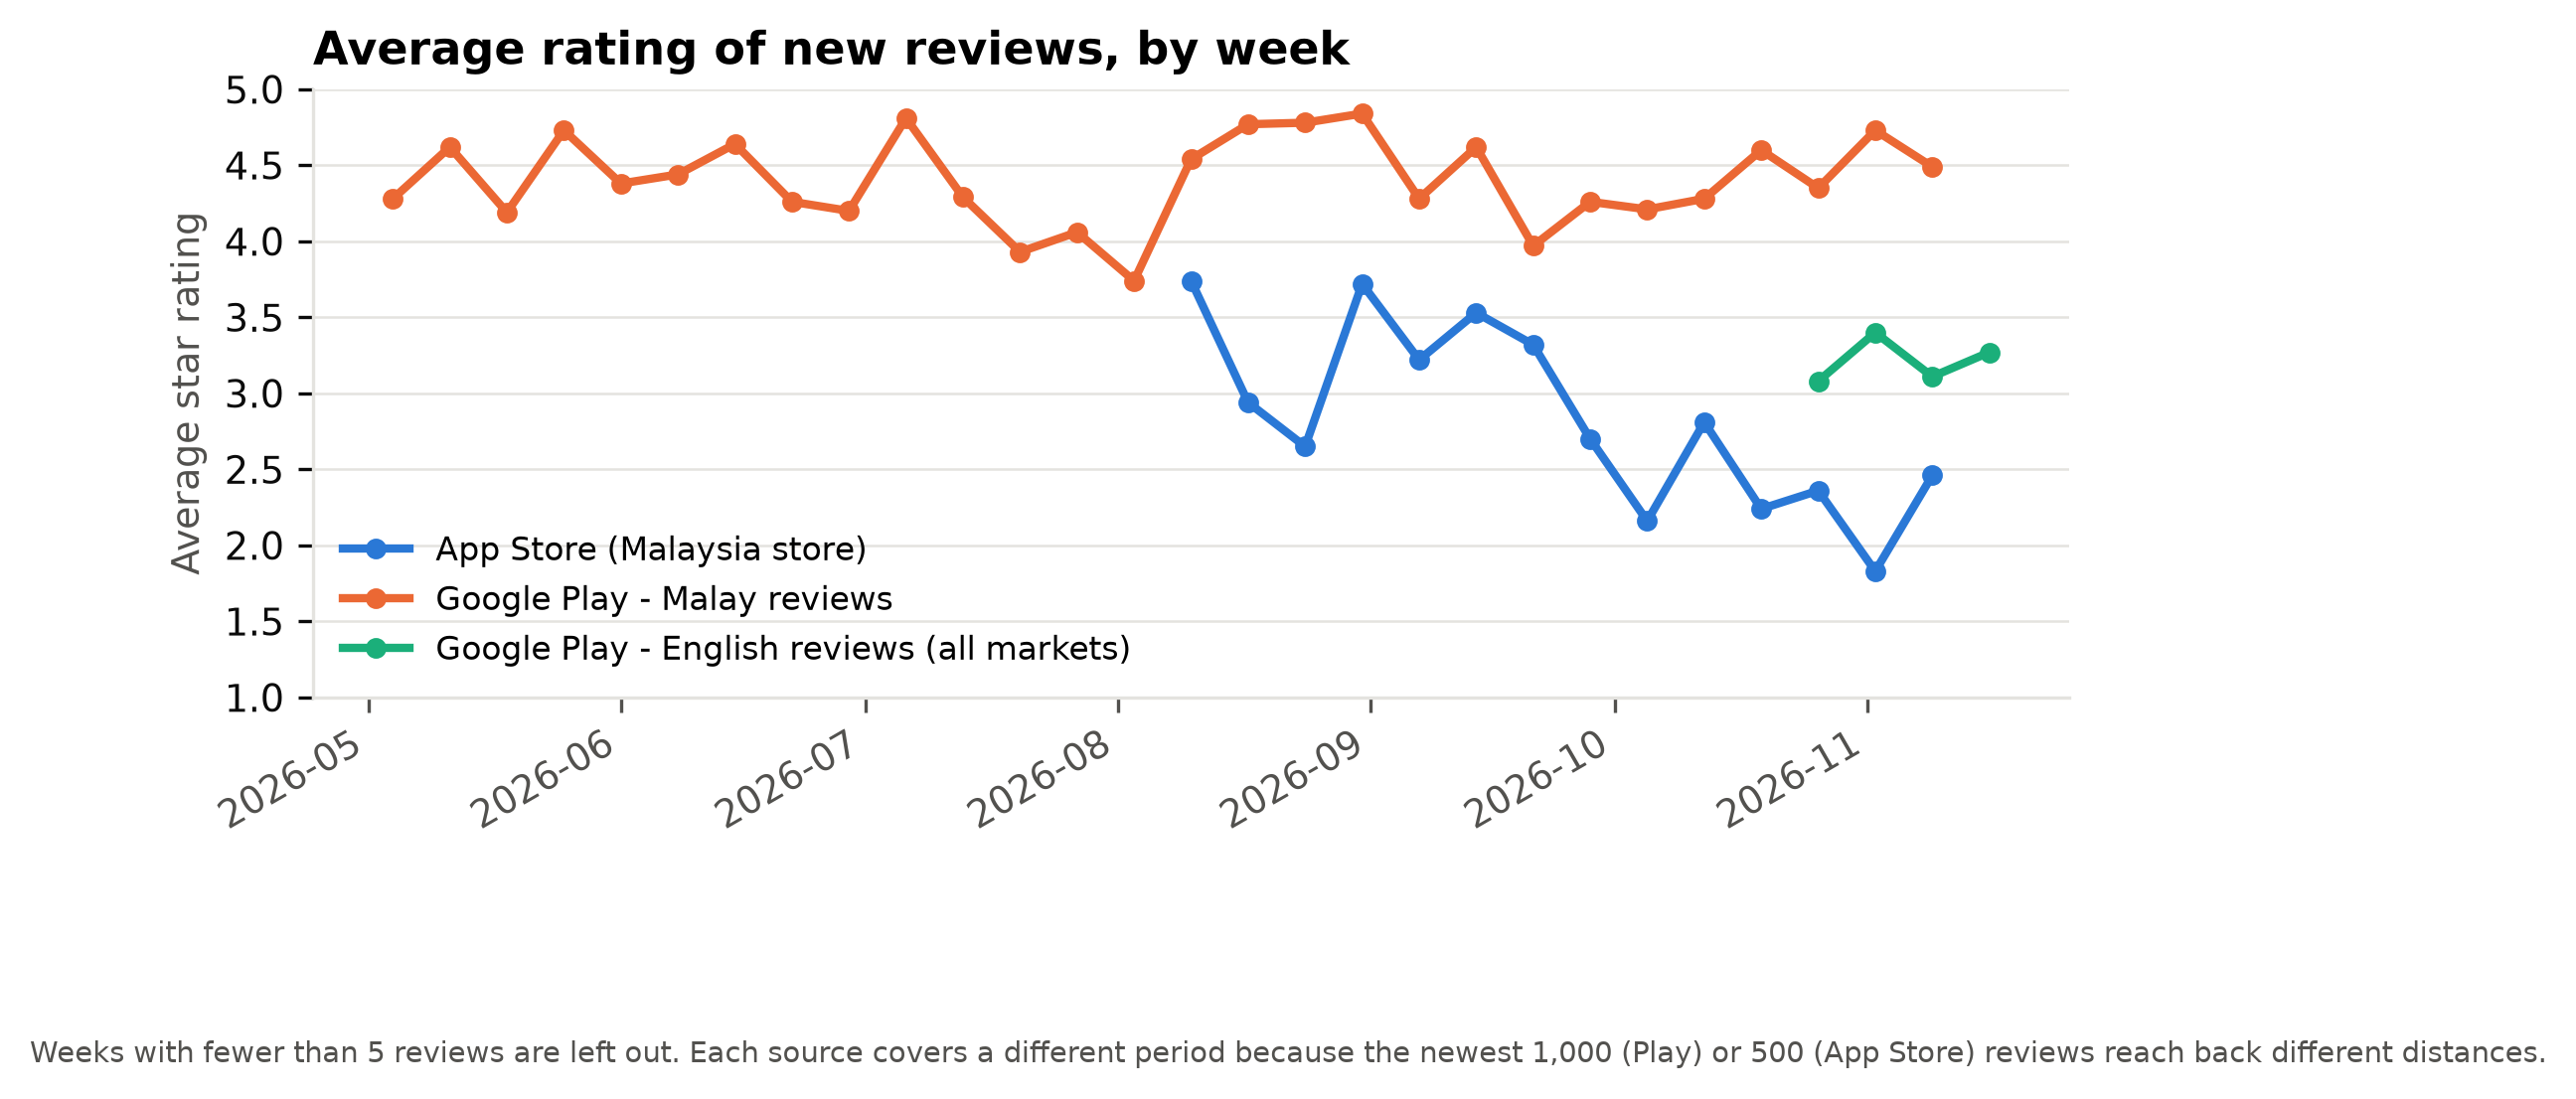 Average rating of new reviews, by week
5.0
4.5
4.0
3.5
3.0
2.5
2.0
1.5
1.0
Average star rating
App Store (Malaysia store)
Google Play - Malay reviews
Google Play - English reviews (all markets)
2026-05
2026-06
2026-07
2026-08
2026-09
2026-10
2026-11
Weeks with fewer than 5 reviews are left out. Each source covers a different period because the newest 1,000 (Play) or 500 (App Store) reviews reach back different distances.